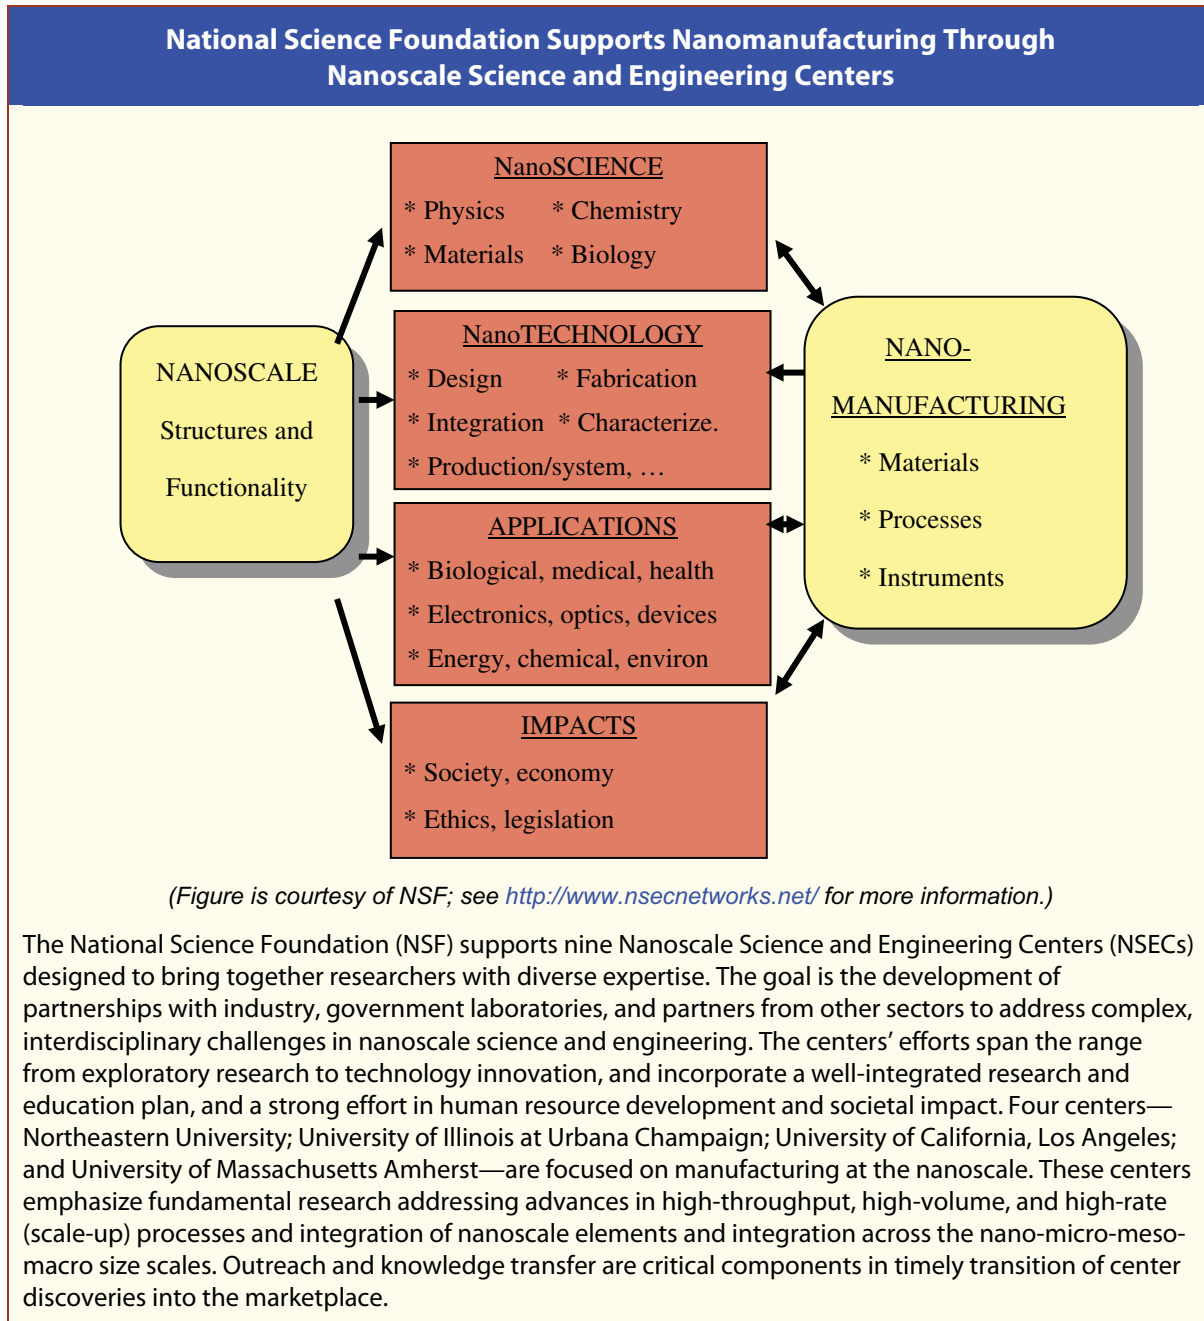 National Science Foundation Supports Nanomanufacturing Through
Nanoscale Science and Engineering Centers
NanoSCIENCE
* Physics * Chemistry
* Materials * Biology
NANOSCALE
Structures and
Functionality
NanoTECHNOLOGY
* Design * Fabrication
* Integration * Characterize.
* Production/system, …
APPLICATIONS
* Biological, medical, health
* Electronics, optics, devices
* Energy, chemical, environ
IMPACTS
* Society, economy
* Ethics, legislation
NANO-
MANUFACTURING
* Materials
* Processes
* Instruments
(Figure is courtesy of NSF; see http://www.nsecnetworks.net/ for more information.)
The National Science Foundation (NSF) supports nine Nanoscale Science and Engineering Centers (NSECs)
designed to bring together researchers with diverse expertise. The goal is the development of
partnerships with industry, government laboratories, and partners from other sectors to address complex,
interdisciplinary challenges in nanoscale science and engineering. The centers’ efforts span the range
from exploratory research to technology innovation, and incorporate a well-integrated research and
education plan, and a strong effort in human resource development and societal impact. Four centers—
Northeastern University; University of Illinois at Urbana Champaign; University of California, Los Angeles;
and University of Massachusetts Amherst—are focused on manufacturing at the nanoscale. These centers
emphasize fundamental research addressing advances in high-throughput, high-volume, and high-rate
(scale-up) processes and integration of nanoscale elements and integration across the nano-micro-meso-
macro size scales. Outreach and knowledge transfer are critical components in timely transition of center
discoveries into the marketplace.